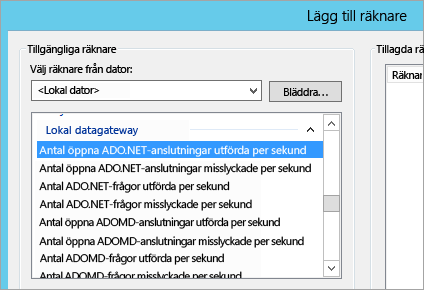 Lägg till räknare
Tillgängliga räknare
Tillagda rä
Välj räknare från dator:
<Lokal dator>
Bläddra...
Räknar
Lokal datagateway
Antal öppna ADO.NET-anslutningar utförda per sekund
Antal öppna ADO.NET-anslutningar misslyckade per sekund
Antal ADO.NET-frågor utförda per sekund
Antal ADO.NET-frågor misslyckade per sekund
Antal öppna ADOMD-anslutningar utförda per sekund
Antal öppna ADOMD-anslutningar misslyckade per sekund
Antal ADOMD-frågor utförda per sekund
Antal ADOMD-frågor misslyckade per sekund